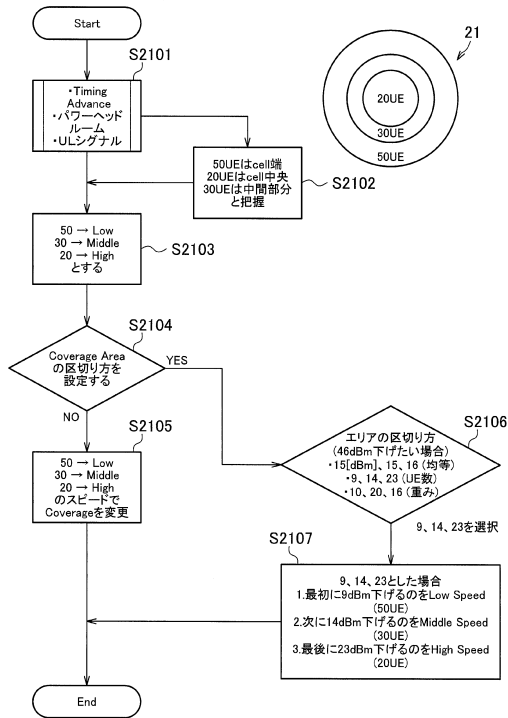 Start
S2101
・Timing
Advance
・パワーヘッド
ルーム
・ULシグナル
21
20UE
30UE
50UE
50UEはcell端
20UEはcell中央
30UEは中間部分
と把握
S2102
50 → Low
30 → Middle
20 → High
とする
S2103
S2104
Coverage Area
の区切り方を
設定する
YES
NO
S2105
50 → Low
30 → Middle
20 → High
のスピードで
Coverageを変更
S2106
エリアの区切り方
(46dBm下げたい場合)
・15[dBm]、15、16 (均等)
・9、14、23 (UE数)
・10、20、16 (重み)
9、14、23を選択
S2107
9、14、23とした場合
1.最初に9dBm下げるのをLow Speed
(50UE)
2.次に14dBm下げるのをMiddle Speed
(30UE)
3.最後に23dBm下げるのをHigh Speed
(20UE)
End